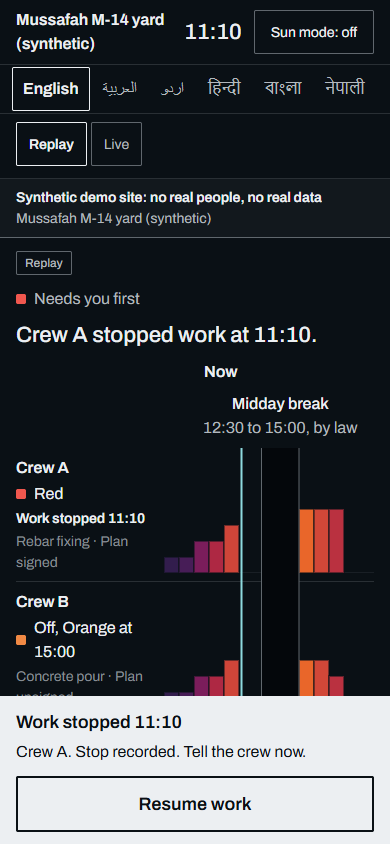 Mussafah M-14 yard
(synthetic)
11:10
Sun mode: off
English
العربية
اردو
हिन्दी
বাংলা
नेपाली
Replay
Live
Synthetic demo site: no real people, no real data
Mussafah M-14 yard (synthetic)
Replay
Needs you first
Crew A stopped work at 11:10.
Now
Midday break
12:30 to 15:00, by law
Crew A
Red
Work stopped 11:10
Rebar fixing · Plan
signed
Crew B
Off, Orange at
15:00
Concrete pour · Plan
Work stopped 11:10
Crew A. Stop recorded. Tell the crew now.
Resume work